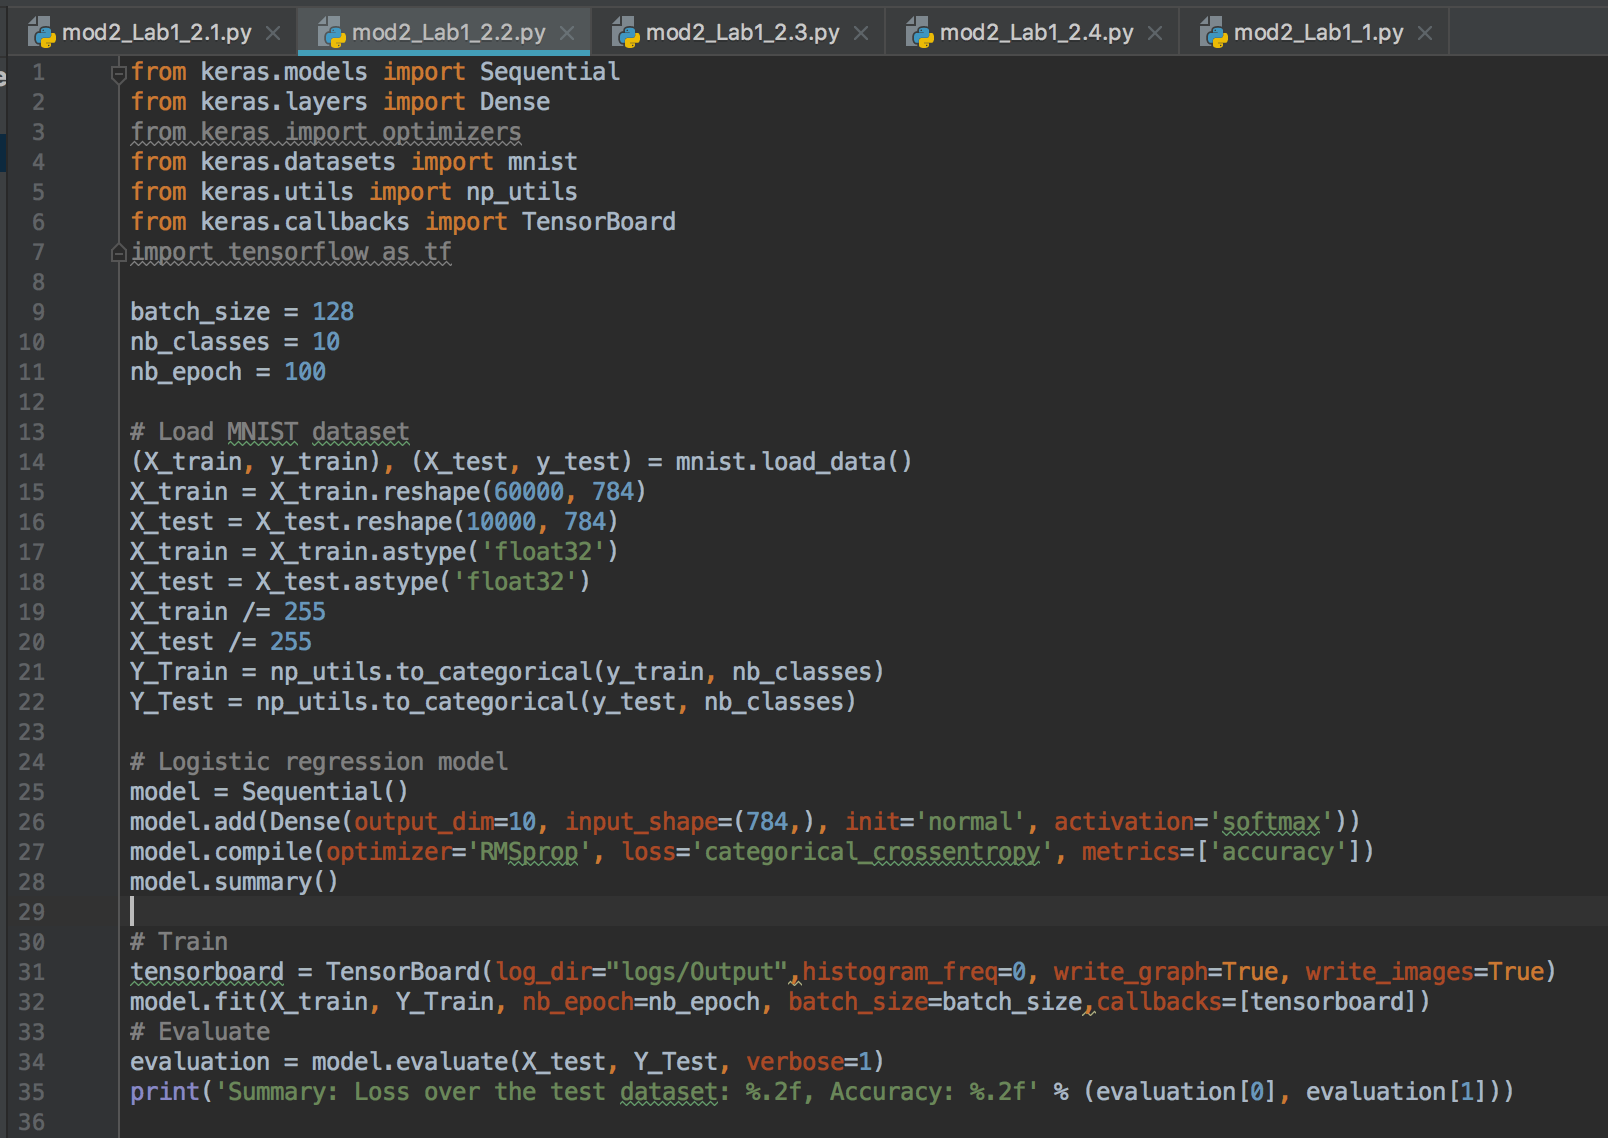 mod2_Lab1_2.1.py mod2_Lab1_2.2.py mod2_Lab1_2.3.py mod2_Lab1_2.4.py mod2_Lab1_1.py
1 from keras.models import Sequential
2 from keras.layers import Dense
3 from keras import optimizers
4 from keras.datasets import mnist
5 from keras.utils import np_utils
6 from keras.callbacks import TensorBoard
7 import tensorflow as tf
8
9 batch_size = 128
10 nb_classes = 10
11 nb_epoch = 100
12
13 # Load MNIST dataset
14 (X_train, y_train), (X_test, y_test) = mnist.load_data()
15 X_train = X_train.reshape(60000, 784)
16 X_test = X_test.reshape(10000, 784)
17 X_train = X_train.astype('float32')
18 X_test = X_test.astype('float32')
19 X_train /= 255
20 X_test /= 255
21 Y_Train = np_utils.to_categorical(y_train, nb_classes)
22 Y_Test = np_utils.to_categorical(y_test, nb_classes)
23
24 # Logistic regression model
25 model = Sequential()
26 model.add(Dense(output_dim=10, input_shape=(784,), init='normal', activation='softmax'))
27 model.compile(optimizer='RMSprop', loss='categorical_crossentropy', metrics=['accuracy'])
28 model.summary()
29
30 # Train
31 tensorboard = TensorBoard(log_dir="logs/Output",histogram_freq=0, write_graph=True, write_images=True)
32 model.fit(X_train, Y_Train, nb_epoch=nb_epoch, batch_size=batch_size,callbacks=[tensorboard])
33 # Evaluate
34 evaluation = model.evaluate(X_test, Y_Test, verbose=1)
35 print('Summary: Loss over the test dataset: %.2f, Accuracy: %.2f' % (evaluation[0], evaluation[1]))
36